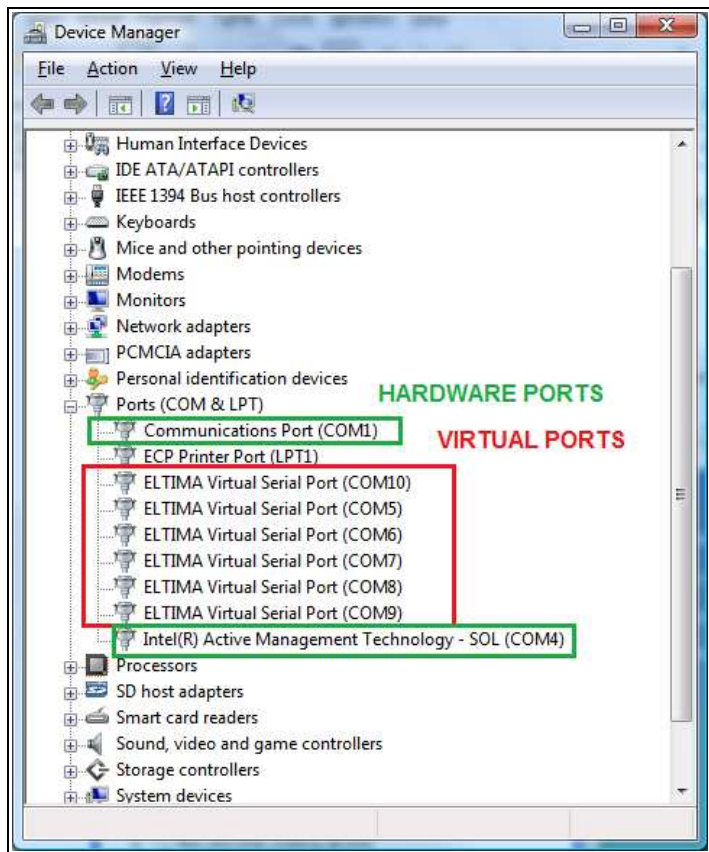 Device Manager
File Action View Help
Human Interface Devices
IDE ATA/ATAPI controllers
IEEE 1394 Bus host controllers
Keyboards
Mice and other pointing devices
Modems
Monitors
Network adapters
PCMCIA adapters
Personal identification devices
HARDWARE PORTS
Ports (COM & LPT)
Communications Port (COM1)
VIRTUAL PORTS
ECP Printer Port (LPT1)
ELTIMA Virtual Serial Port (COM10)
ELTIMA Virtual Serial Port (COM5)
ELTIMA Virtual Serial Port (COM6)
ELTIMA Virtual Serial Port (COM7)
ELTIMA Virtual Serial Port (COM8)
ELTIMA Virtual Serial Port (COM9)
Intel(R) Active Management Technology - SOL (COM4)
Processors
SD host adapters
Smart card readers
Sound, video and game controllers
Storage controllers
System devices